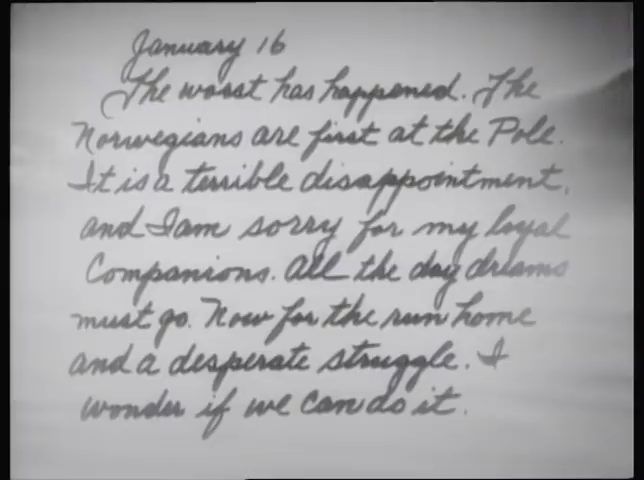 January 16
The worst has happened. The
Norwegians are first at the Pole.
It is a terrible disappointment,
and I am sorry for my loyal
Companions. All the day dreams
must go. Now for the run home
and a desperate struggle. I
wonder if we can do it.